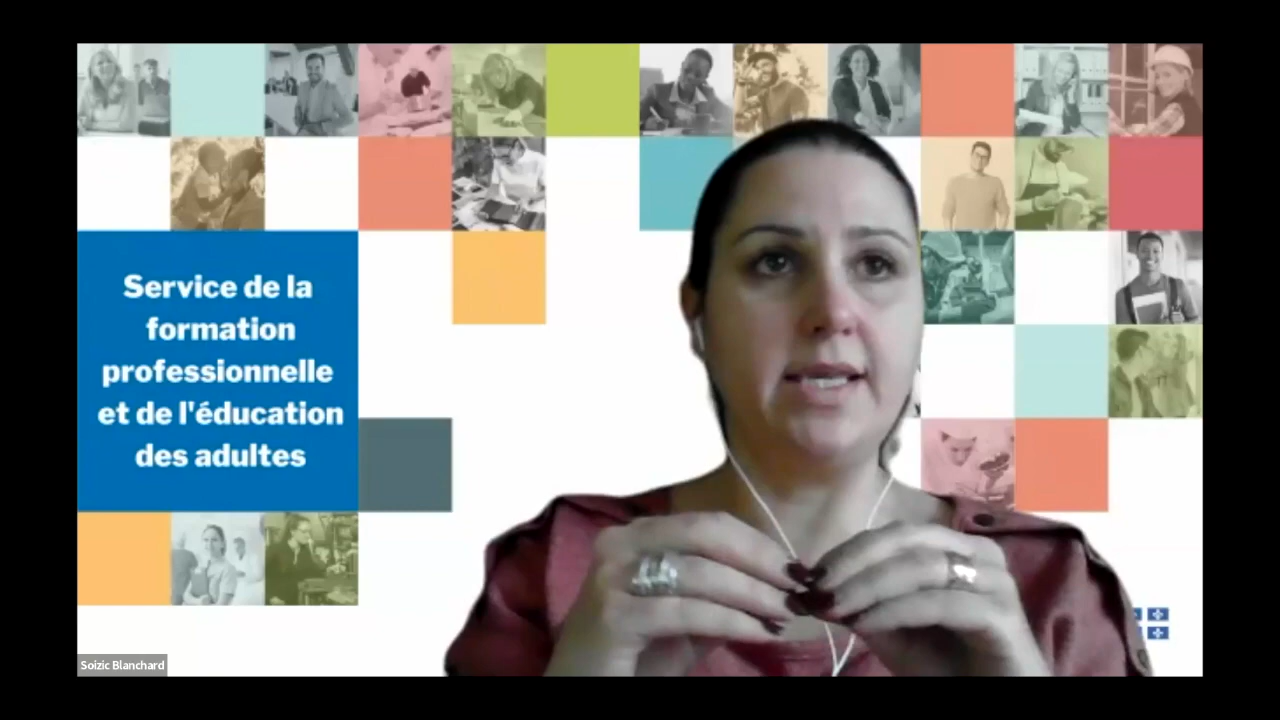 Service de la
formation
professionnelle
et de l'éducation
des adultes
Soizic Blanchard